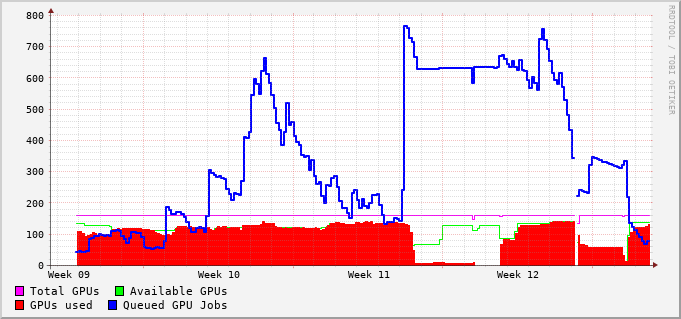 800
700
600
500
400
300
200
100
0
Week 09 Week 10 Week 11 Week 12
Total GPUs Available GPUs
GPUs used Queued GPU Jobs
RRDTOOL / TOBI OETIKER